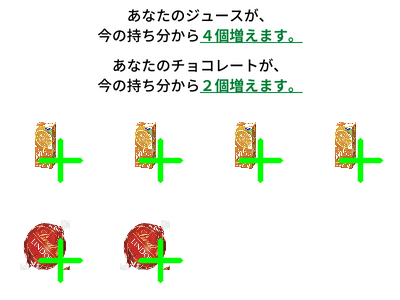 あなたのジュースが、
今の持ち分から４個増えます。
あなたのチョコレートが、
今の持ち分から２個増えます。